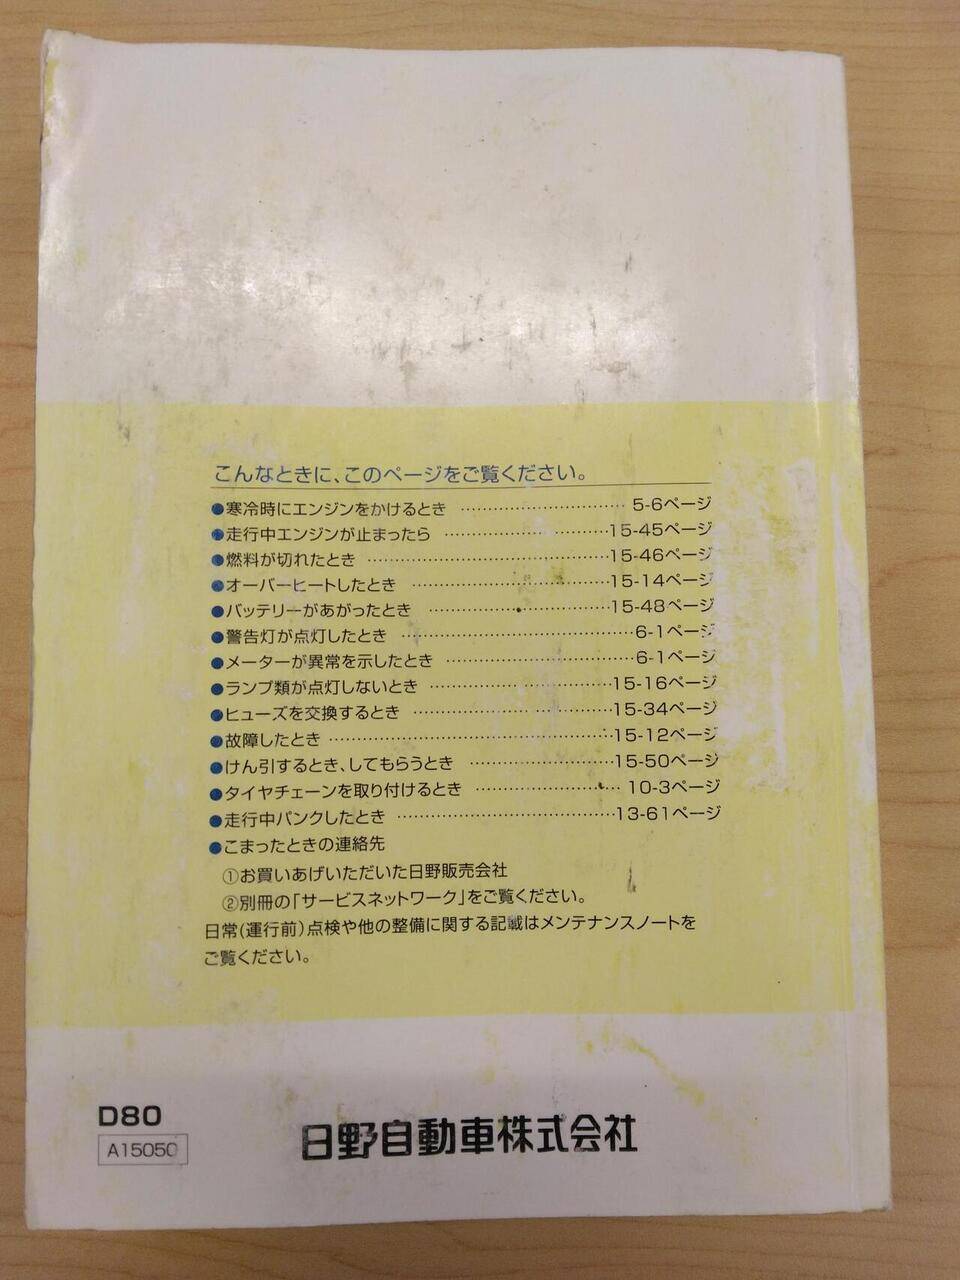 こんなときに、このページをご覧ください。
●寒冷時にエンジンをかけるとき ………………………… 5-6ページ
●走行中エンジンが止まったら ………………………… 15-45ページ
●燃料が切れたとき ………………………… 15-46ページ
●オーバーヒートしたとき ………………………… 15-14ページ
●バッテリーがあがったとき ………………………… 15-48ページ
●警告灯が点灯したとき ………………………… 6-1ページ
●メーターが異常を示したとき ………………………… 6-1ページ
●ランプ類が点灯しないとき ………………………… 15-16ページ
●ヒューズを交換するとき ………………………… 15-34ページ
●故障したとき ………………………… 15-12ページ
●けん引するとき、してもらうとき ………………………… 15-50ページ
●タイヤチェーンを取り付けるとき ………………………… 10-3ページ
●走行中パンクしたとき ………………………… 13-61ページ
●こまったときの連絡先
①お買いあげいただいた日野販売会社
②別冊の「サービスネットワーク」をご覧ください。
日常(運行前)点検や他の整備に関する記載はメンテナンスノートを
ご覧ください。
D80
A15050
日野自動車株式会社